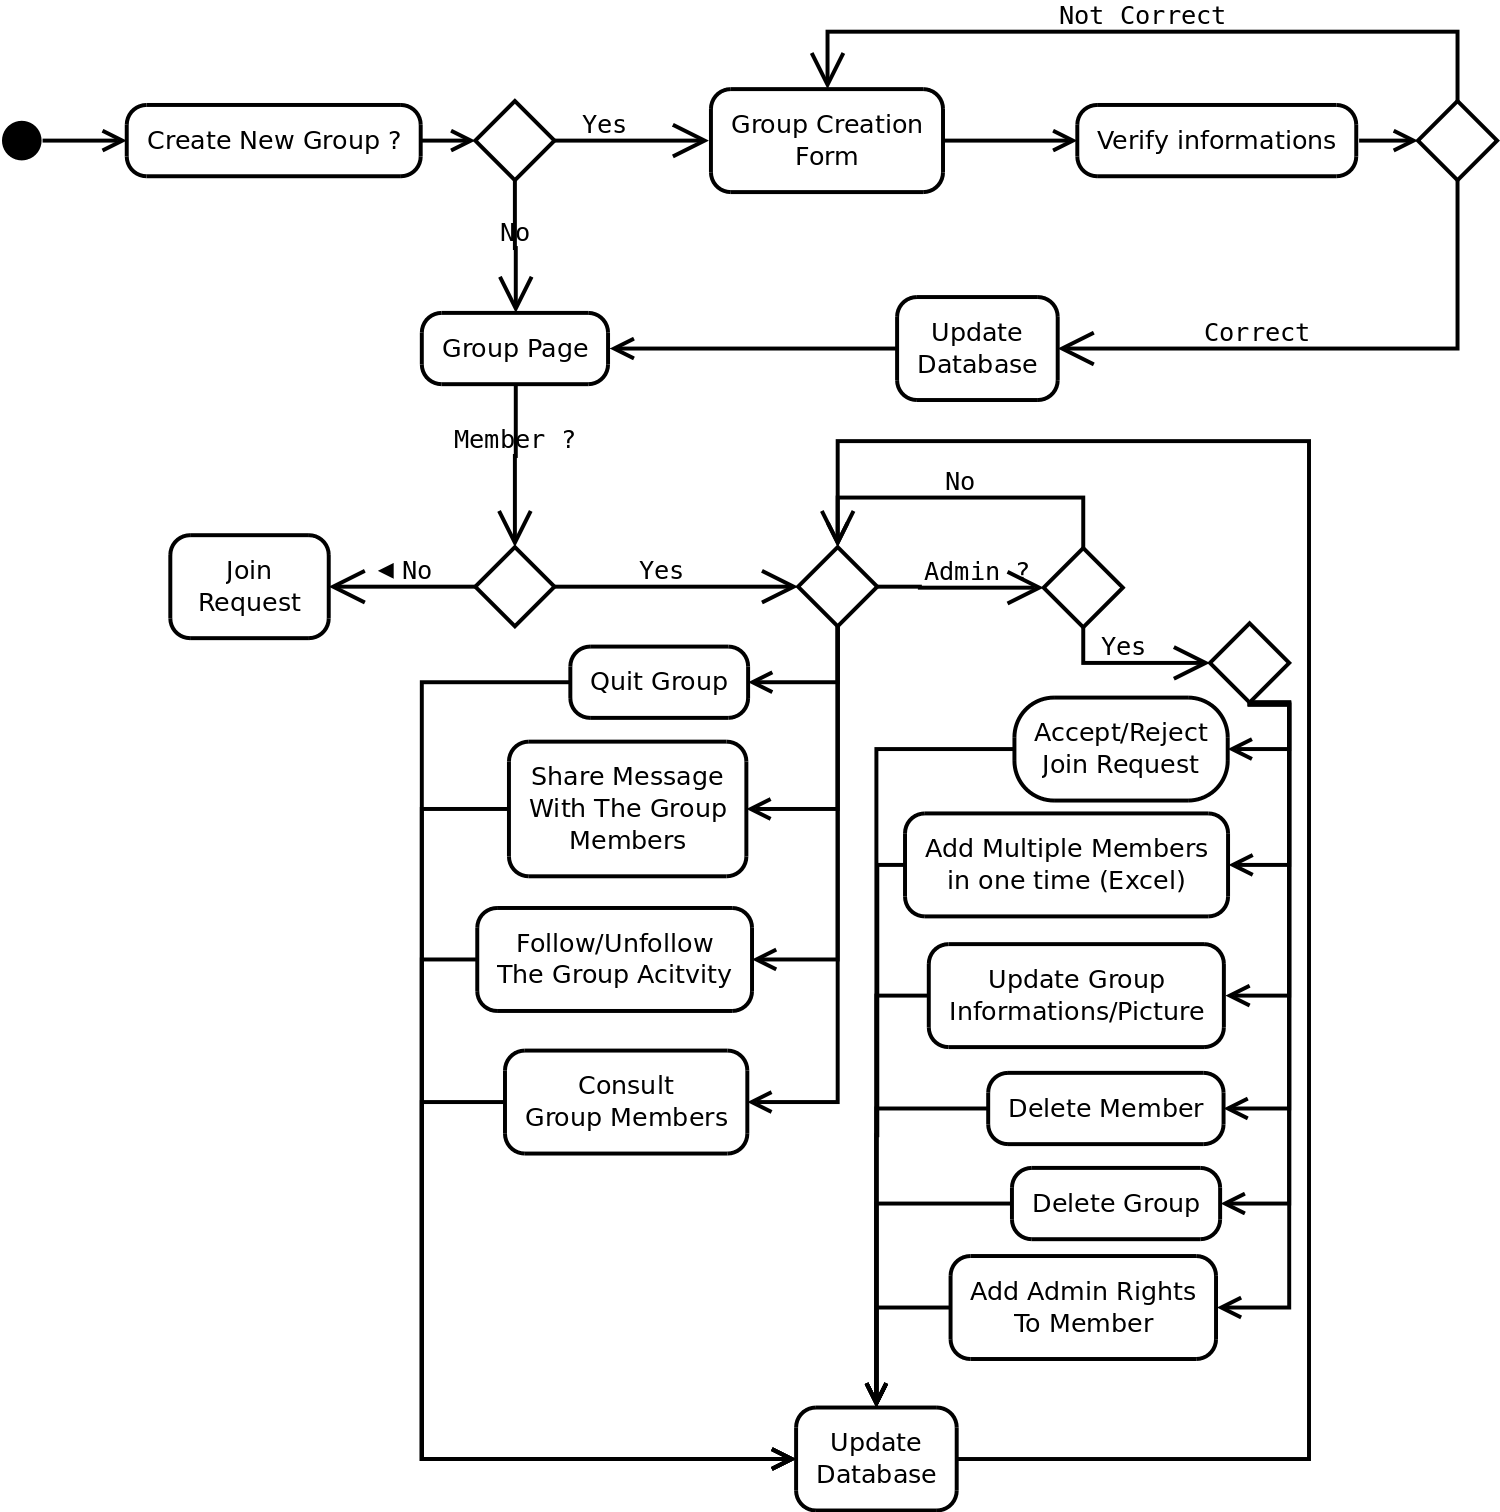 Not Correct
Create New Group ?
Yes
Group Creation
Form
Verify informations
No
Group Page
Update
Database
Correct
Member ?
No
Join
Request
◄ No
Yes
Admin ?
Yes
Quit Group
Accept/Reject
Join Request
Share Message
With The Group
Members
Add Multiple Members
in one time (Excel)
Follow/Unfollow
The Group Acitvity
Update Group
Informations/Picture
Consult
Group Members
Delete Member
Delete Group
Add Admin Rights
To Member
Update
Database